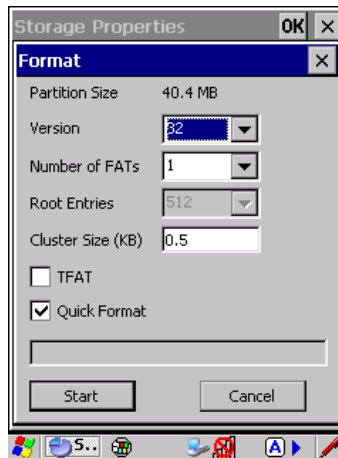 Storage Properties OK ×
Format ×
Partition Size 40.4 MB
Version 32
Number of FATs 1
Root Entries 512
Cluster Size (KB) 0.5
TFAT
Quick Format
Start Cancel
S.. A